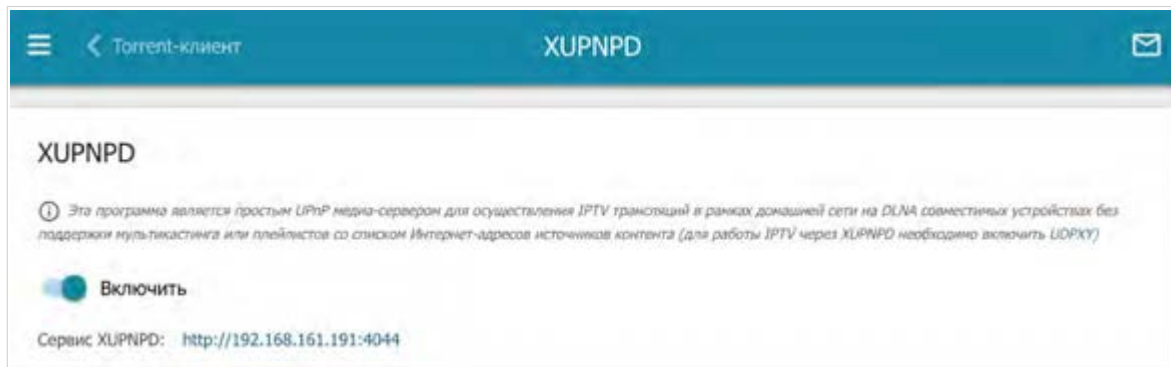 Torrent-клиент XUPNPD
XUPNPD
Эта программа является простым UPnP медиа-сервером для осуществления IPTV трансляций в рамках домашней сети на DLNA совместимых устройствах без
поддержки мультикастинга или плейлистов со списком Интернет-адресов источников контента (для работы IPTV через XUPNPD необходимо включить UDPXY)
Включить
Сервис XUPNPD: http://192.168.161.191:4044